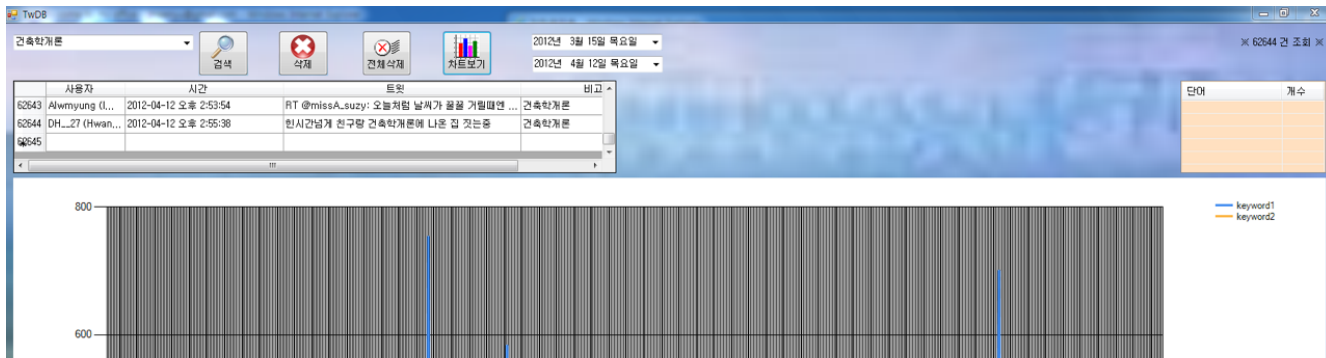 TwDB
건축학개론
검색
삭제
전체삭제
차트보기
2012년 3월 15일 목요일
2012년 4월 12일 목요일
※ 62644 건 조회 ※
사용자 시간 트윗 비고
62643 Alwmyung (I... 2012-04-12 오후 2:53:54 RT @missA_suzy: 오늘처럼 날씨가 꿀꿀 거릴때엔 ... 건축학개론
62644 DH__27 (Hwan... 2012-04-12 오후 2:55:38 한시간넘게 친구랑 건축학개론에 나온 집 짓는중 건축학개론
62645
단어 개수
800
600
keyword1
keyword2